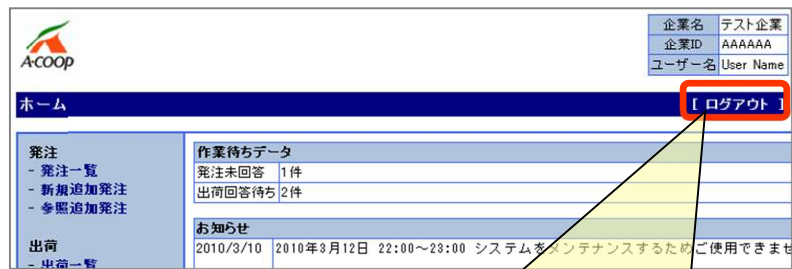 企業名 テスト企業
企業ID AAAAAA
ユーザー名 User Name
A-COOP
ホーム [ ログアウト ]
発注
- 発注一覧
- 新規追加発注
- 参照追加発注
出荷
- 出荷一覧
作業待ちデータ
発注未回答 1件
出荷回答待ち 2件
お知らせ
2010/3/10 2010年3月12日 22:00～23:00 システムをメンテナンスするためご使用できませ